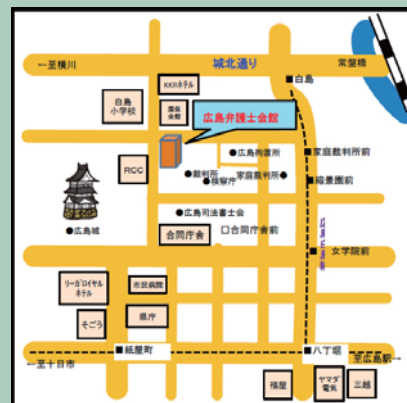 城北通り
←至横川
常盤橋
白島
KKRホテル
白島
小学校
国保
会館
広島弁護士会館
●広島拘置所
家庭裁判所前
RCC
●裁判所
●検察庁
家庭裁判所●
縮景園前
●広島司法書士会
●広島城
合同庁舎
□合同庁舎前
女学院前
リーガロイヤル
ホテル
市民病院
そごう
県庁
■紙屋町
■八丁堀
至広島駅→
←至十日市
福屋
ヤマダ
電気
三越